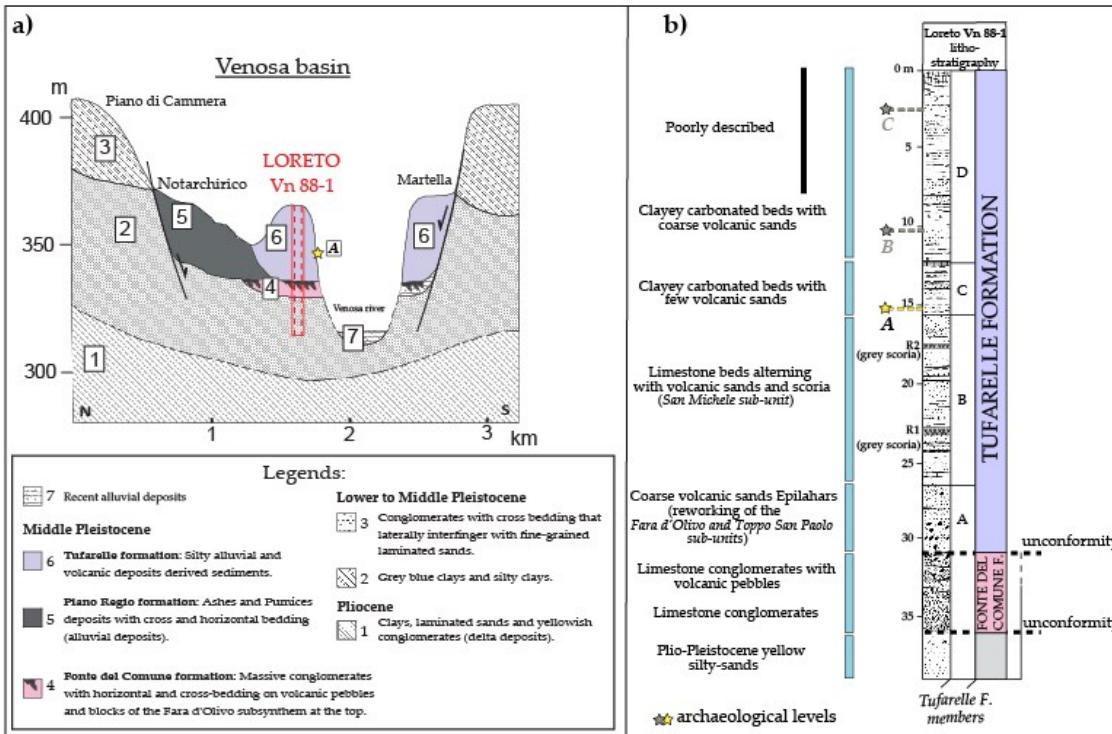 a)
Venosa basin
m
Piano di Cammera
400
3
LORETO
Vn 88-1
Notarchirico
Martella
2
5
6
6
350
A
4
Venosa river
7
1
300
N
S
1
2
3
km
Legends:
7 Recent alluvial deposits
Middle Pleistocene
6 Tufarelle formation: Silty alluvial and
volcanic deposits derived sediments.
5 Piano Regio formation: Ashes and Pumices
deposits with cross and horizontal bedding
(alluvial deposits).
4 Fonte del Comune formation: Massive conglomerates
with horizontal and cross-bedding on volcanic pebbles
and blocks of the Fara d'Olivo subsynthem at the top.
Lower to Middle Pleistocene
3 Conglomerates with cross bedding that
laterally interfinger with fine-grained
laminated sands.
2 Grey blue clays and silty clays.
Pliocene
1 Clays, laminated sands and yellowish
conglomerates (delta deposits).
b)
Loreto Vn 88-1
litho-
stratigraphy
0 m
Poorly described
C
5
D
Clayey carbonated beds with
coarse volcanic sands
10
B
Clayey carbonated beds with
few volcanic sands
C
15
A
R2
(grey scoria)
Limestone beds alterning
with volcanic sands and scoria
(San Michele sub-unit)
20
B
R1
(grey scoria)
25
TUFARELLE FORMATION
Coarse volcanic sands Epilahars
(reworking of the
Fara d'Olivo and Toppo San Paolo
sub-units)
A
30
unconformity
Limestone conglomerates with
volcanic pebbles
FONTE DEL
COMUNE F.
Limestone conglomerates
35
unconformity
Plio-Pleistocene yellow
silty-sands
Tufarelle F.
members
archaeological levels